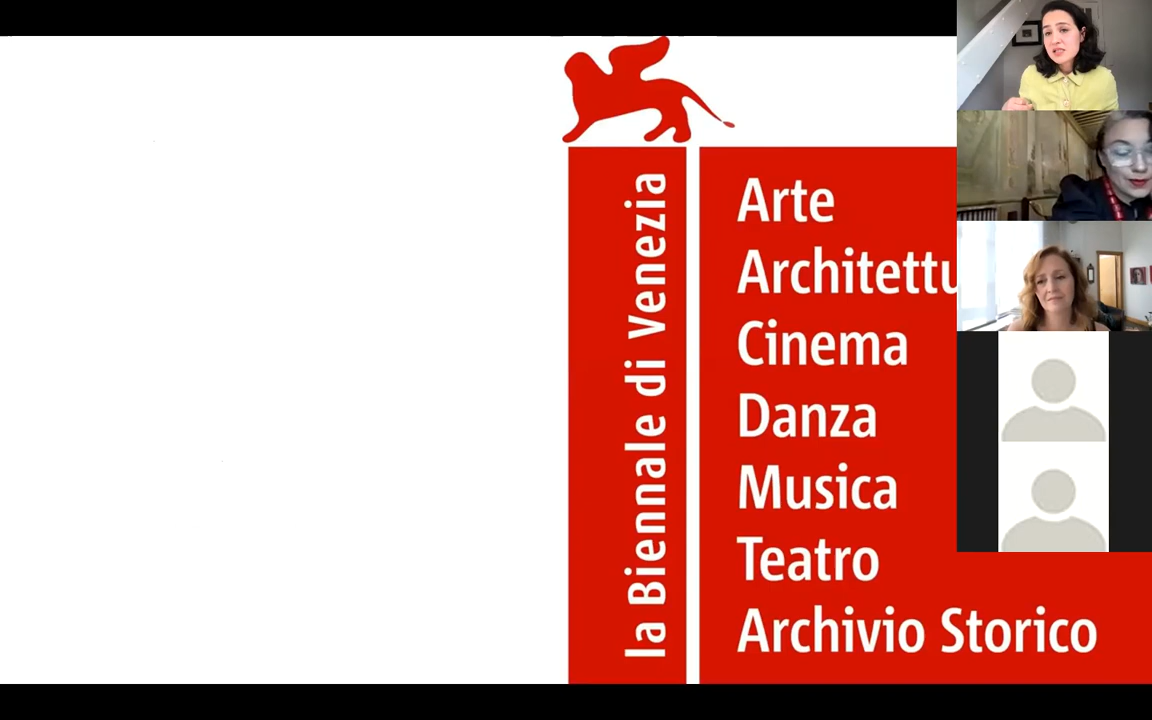 la Biennale di Venezia
Arte
Architettu
Cinema
Danza
Musica
Teatro
Archivio Storico